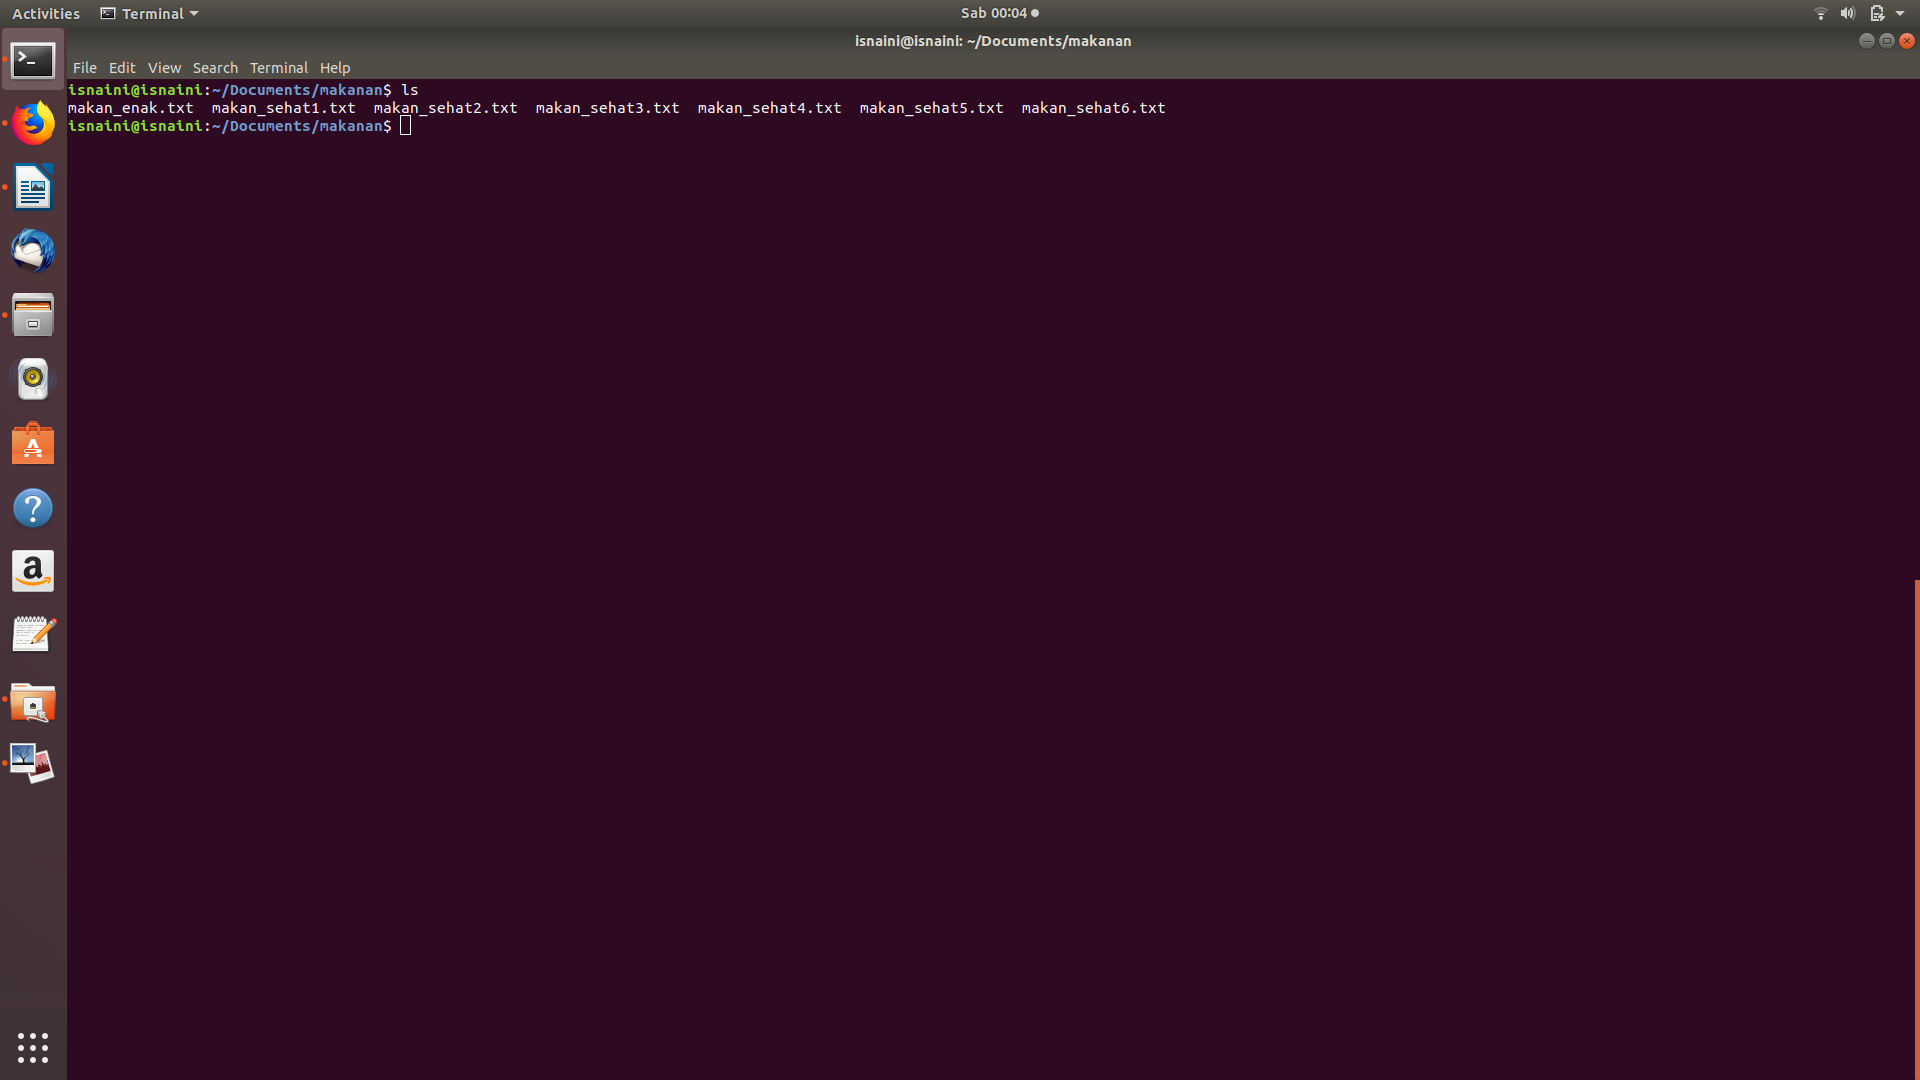 Activities Terminal Sab 00:04
isnaini@isnaini: ~/Documents/makanan
File Edit View Search Terminal Help
isnaini@isnaini:~/Documents/makanan$ ls
makan_enak.txt makan_sehat1.txt makan_sehat2.txt makan_sehat3.txt makan_sehat4.txt makan_sehat5.txt makan_sehat6.txt
isnaini@isnaini:~/Documents/makanan$